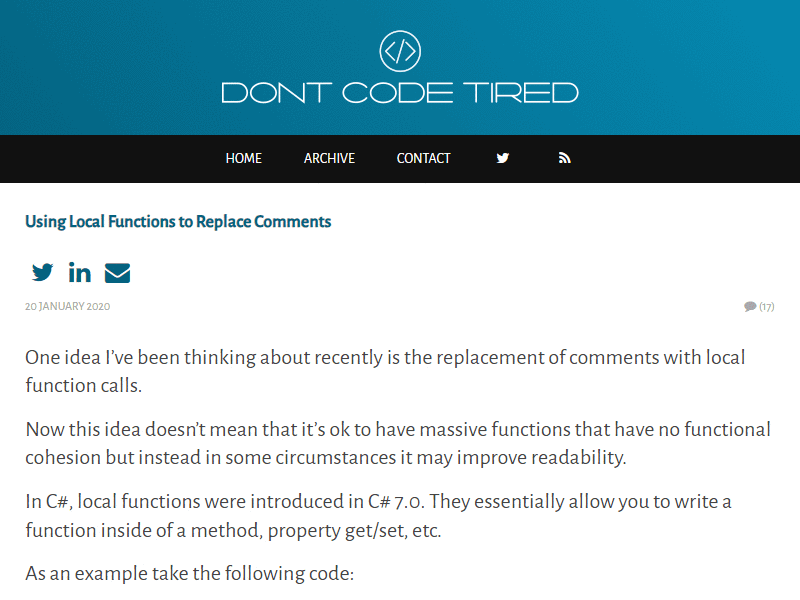 DONT CODE TIRED
HOME ARCHIVE CONTACT
Using Local Functions to Replace Comments
20 JANUARY 2020 (17)
One idea I've been thinking about recently is the replacement of comments with local
function calls.
Now this idea doesn't mean that it's ok to have massive functions that have no functional
cohesion but instead in some circumstances it may improve readability.
In C#, local functions were introduced in C# 7.0. They essentially allow you to write a
function inside of a method, property get/set, etc.
As an example take the following code: